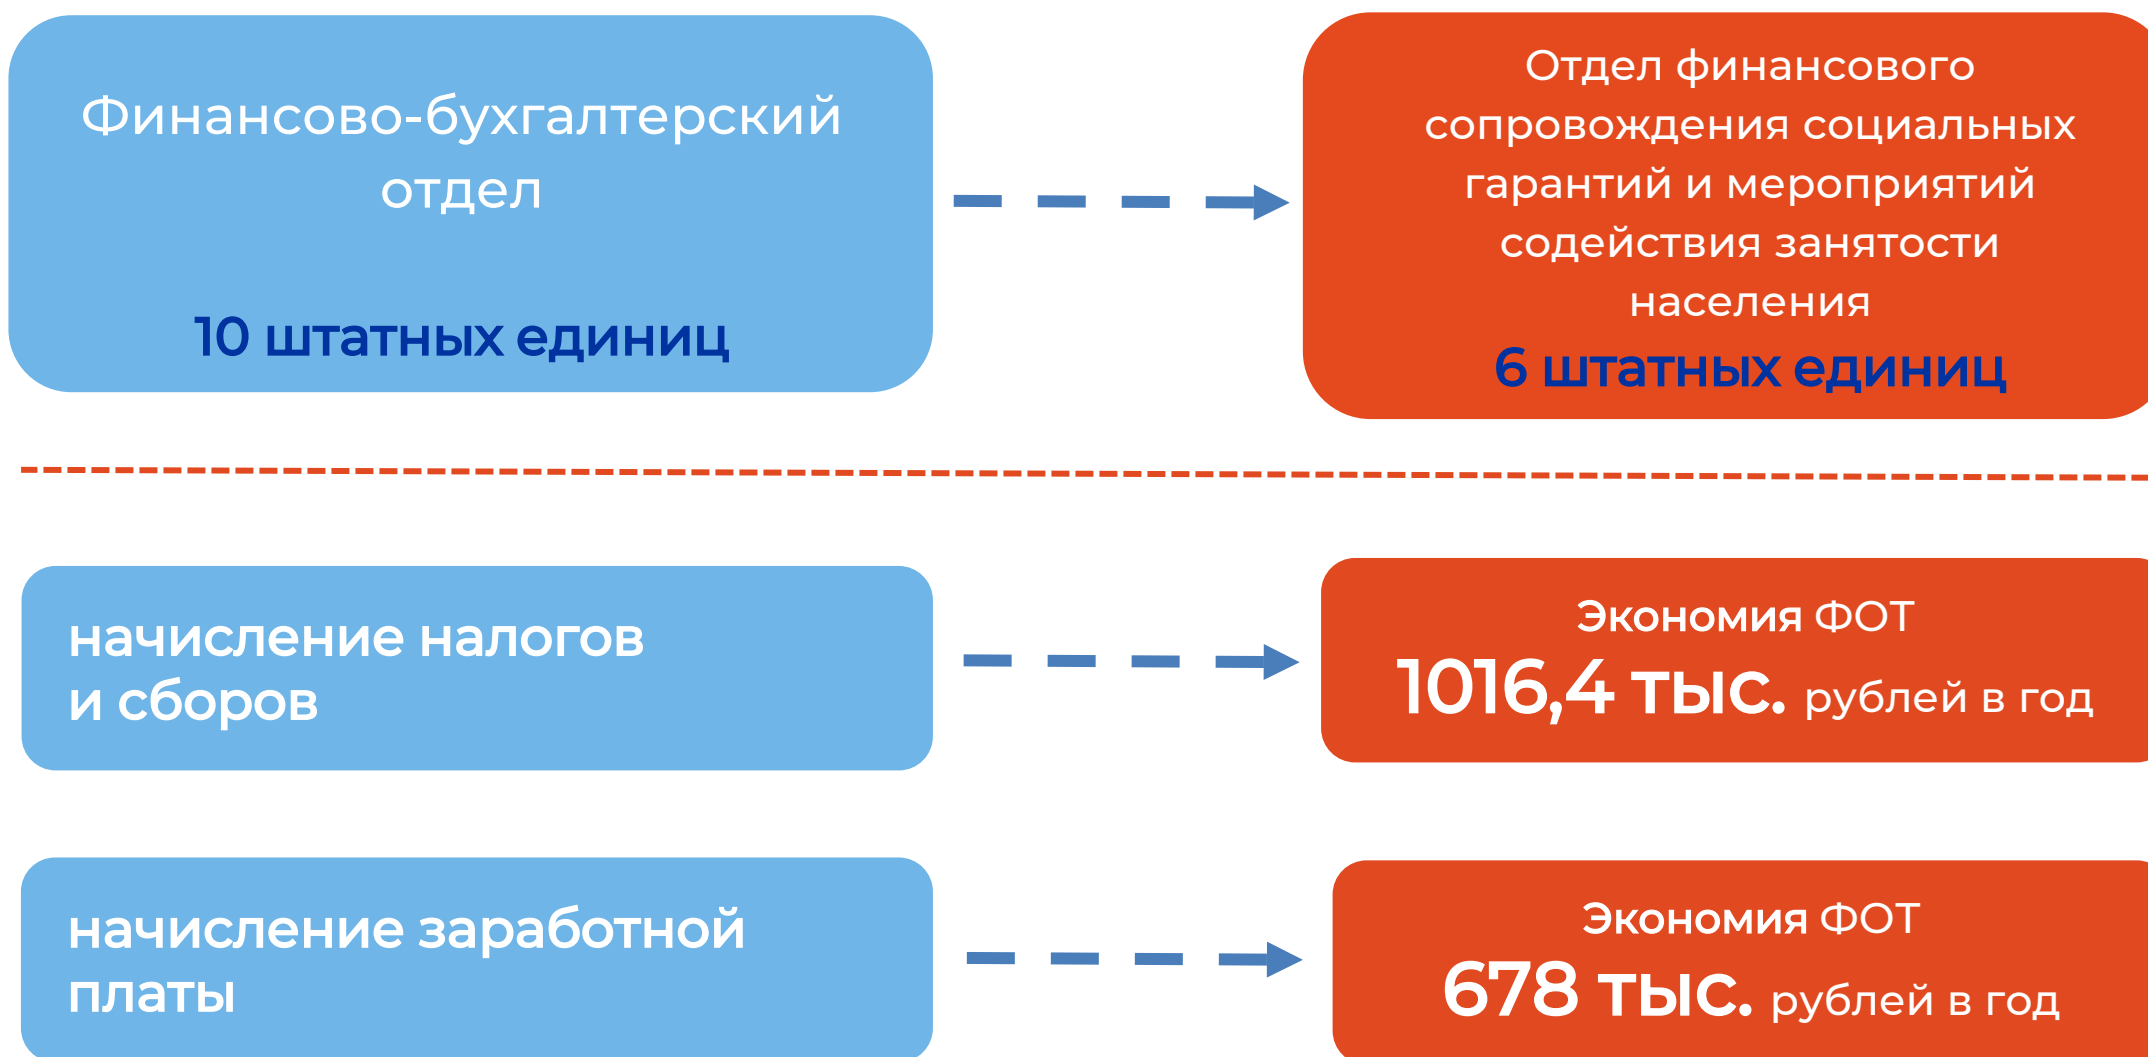 Финансово-бухгалтерский
отдел
10 штатных единиц
Отдел финансового
сопровождения социальных
гарантий и мероприятий
содействия занятости
населения
6 штатных единиц
начисление налогов
и сборов
Экономия ФОТ
1016,4 тыс. рублей в год
начисление заработной
платы
Экономия ФОТ
678 тыс. рублей в год